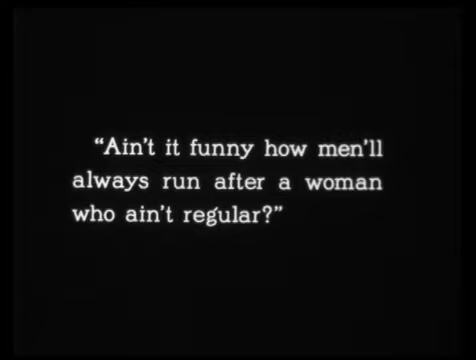 “Ain't it funny how men'll
always run after a woman
who ain't regular?”